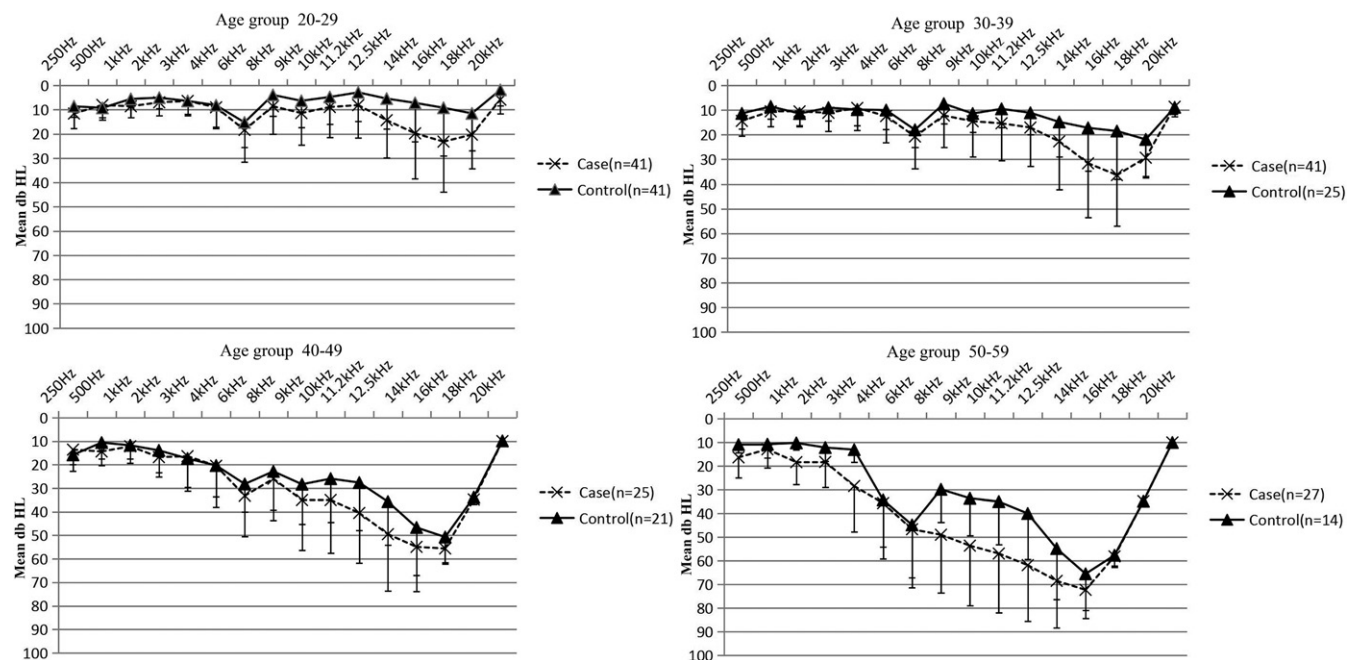 Age group 20-29
250Hz 500Hz 1kHz 2kHz 3kHz 4kHz 6kHz 8kHz 9kHz 10kHz 11.2kHz 12.5kHz 14kHz 16kHz 18kHz 20kHz
0
10
20
30
40
50
60
70
80
90
100
Mean db HL
Case(n=41)
Control(n=41)
Age group 30-39
250Hz 500Hz 1kHz 2kHz 3kHz 4kHz 6kHz 8kHz 9kHz 10kHz 11.2kHz 12.5kHz 14kHz 16kHz 18kHz 20kHz
0
10
20
30
40
50
60
70
80
90
100
Mean db HL
Case(n=41)
Control(n=25)
Age group 40-49
250Hz 500Hz 1kHz 2kHz 3kHz 4kHz 6kHz 8kHz 9kHz 10kHz 11.2kHz 12.5kHz 14kHz 16kHz 18kHz 20kHz
0
10
20
30
40
50
60
70
80
90
100
Mean db HL
Case(n=25)
Control(n=21)
Age group 50-59
250Hz 500Hz 1kHz 2kHz 3kHz 4kHz 6kHz 8kHz 9kHz 10kHz 11.2kHz 12.5kHz 14kHz 16kHz 18kHz 20kHz
0
10
20
30
40
50
60
70
80
90
100
Mean db HL
Case(n=27)
Control(n=14)